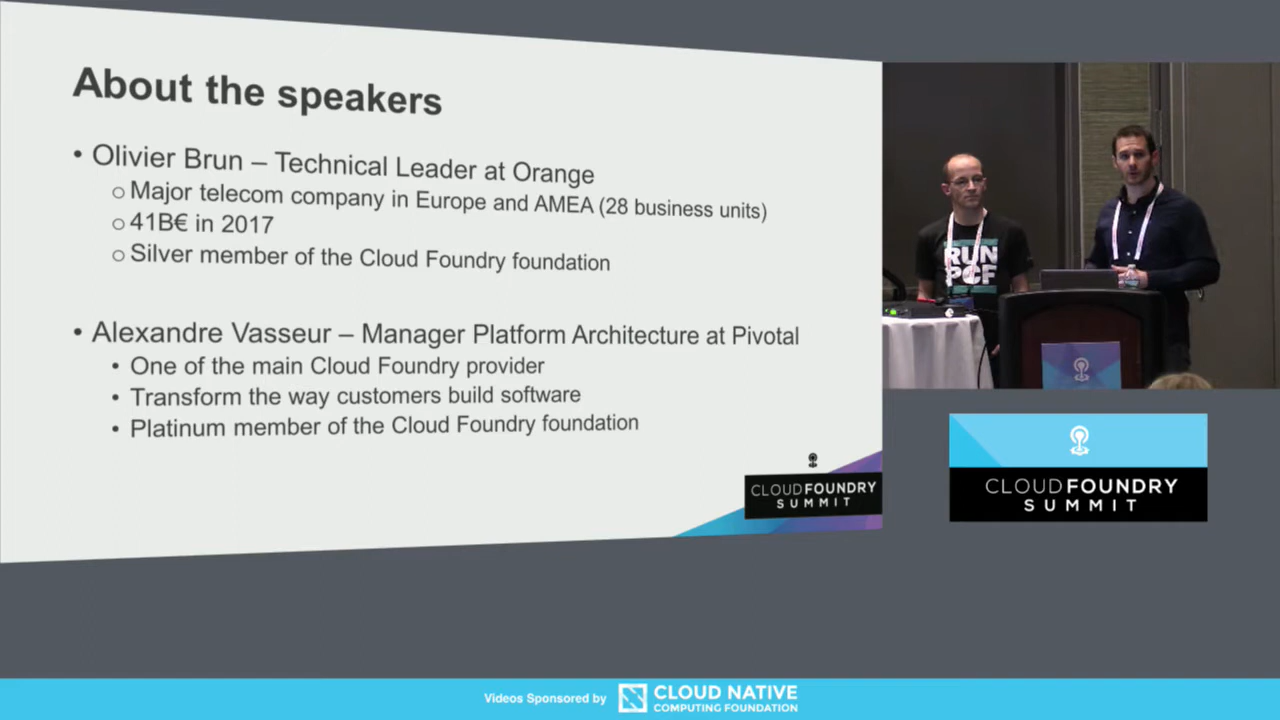 About the speakers
• Olivier Brun – Technical Leader at Orange
o Major telecom company in Europe and AMEA (28 business units)
o 41B€ in 2017
o Silver member of the Cloud Foundry foundation
• Alexandre Vasseur – Manager Platform Architecture at Pivotal
• One of the main Cloud Foundry provider
• Transform the way customers build software
• Platinum member of the Cloud Foundry foundation
CLOUD FOUNDRY
SUMMIT
RUN
PCF
CLOUD FOUNDRY
SUMMIT
Videos Sponsored by
CLOUD NATIVE
COMPUTING FOUNDATION